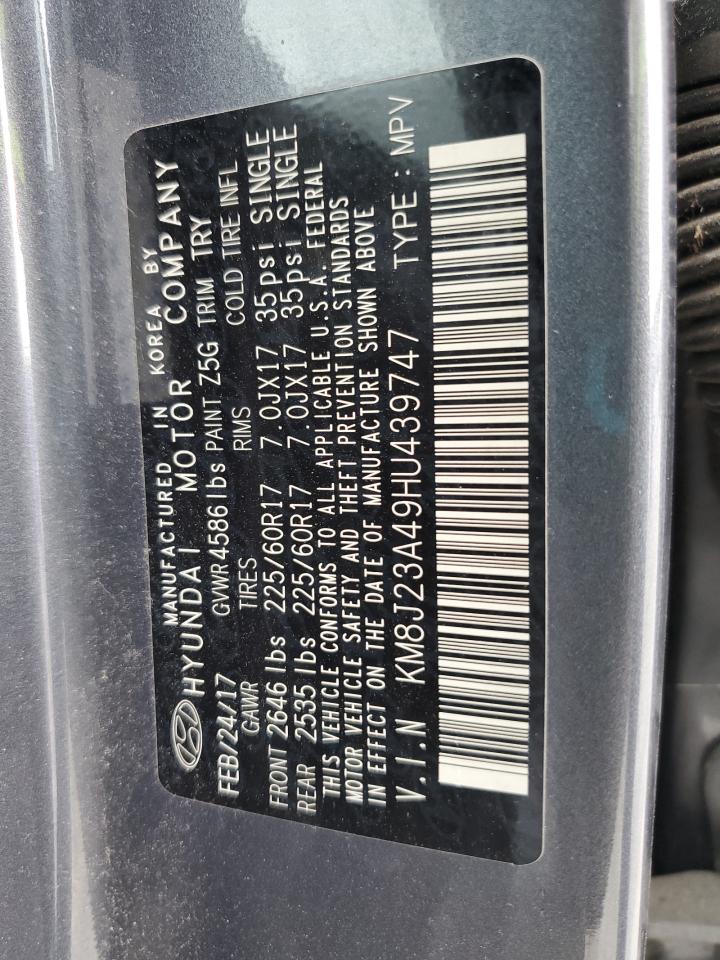 MANUFACTURED IN KOREA BY
HYUNDAI MOTOR COMPANY
FEB/24/17 GVWR 4586 lbs PAINT Z5G TRIM TRY
GAWR TIRES RIMS COLD TIRE INFL
FRONT 2646 lbs 225/60R17 7.0JX17 35psi SINGLE
REAR 2535 lbs 225/60R17 7.0JX17 35psi SINGLE
THIS VEHICLE CONFORMS TO ALL APPLICABLE U.S.A. FEDERAL
MOTOR VEHICLE SAFETY AND THEFT PREVENTION STANDARDS
IN EFFECT ON THE DATE OF MANUFACTURE SHOWN ABOVE
V.I.N KM8J23A49HU439747 TYPE : MPV